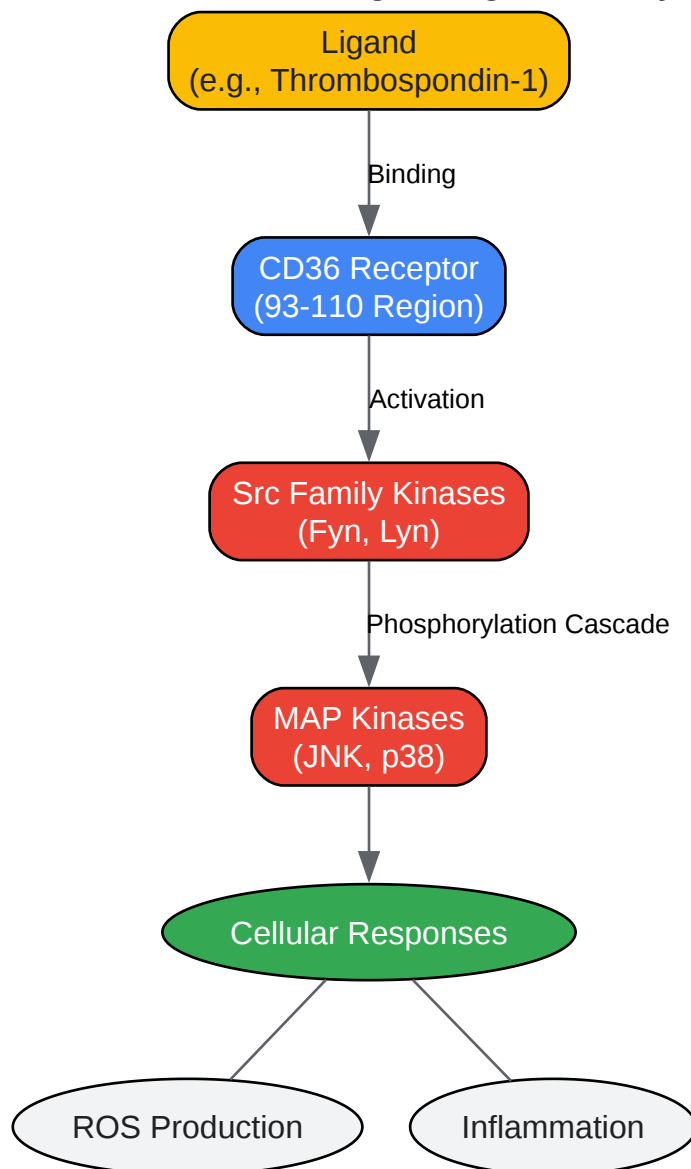 Ligand
(e.g., Thrombospondin-1)
Binding
CD36 Receptor
(93-110 Region)
Activation
Src Family Kinases
(Fyn, Lyn)
Phosphorylation Cascade
MAP Kinases
(JNK, p38)
Cellular Responses
ROS Production
Inflammation